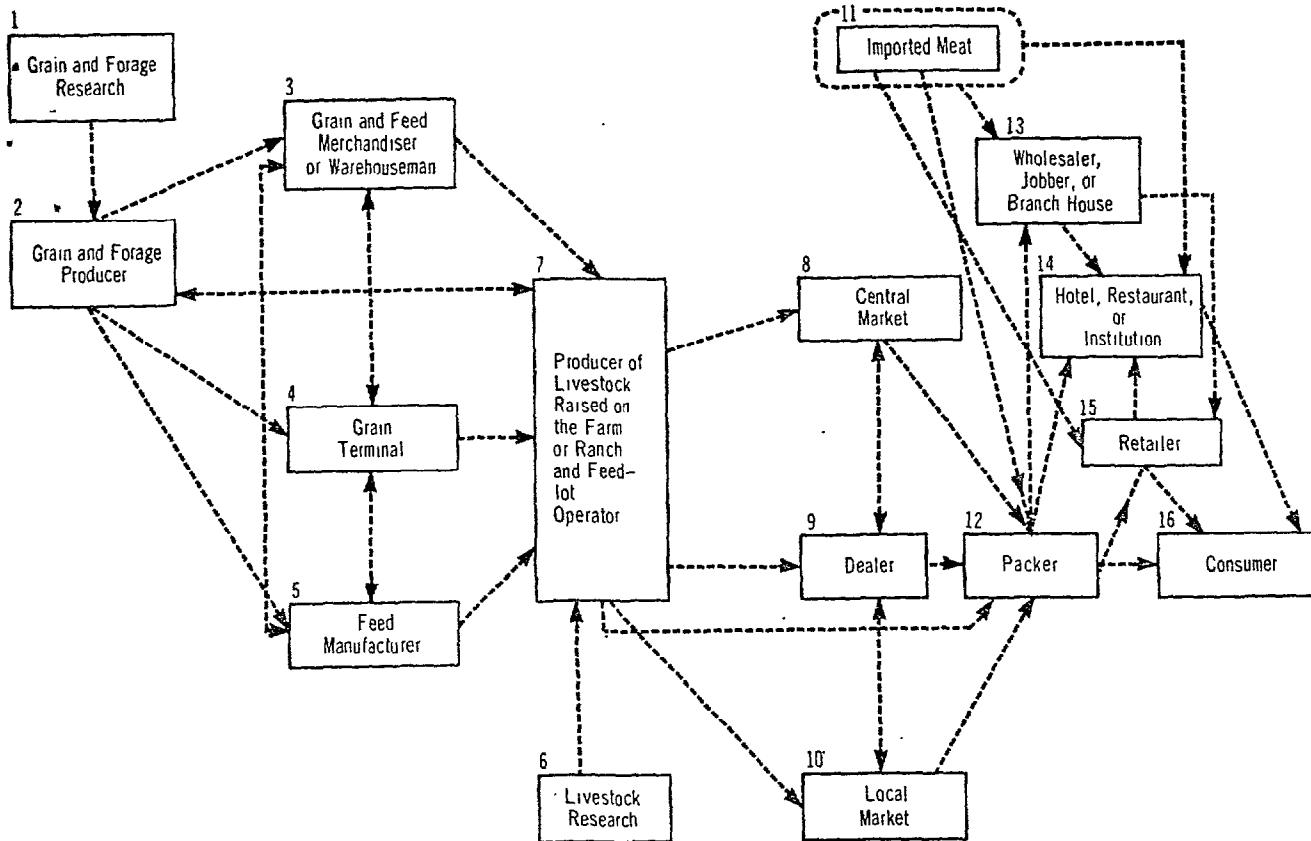 1
Grain and Forage
Research
2
Grain and Forage
Producer
3
Grain and Feed
Merchandiser
or Warehouseman
4
Grain
Terminal
5
Feed
Manufacturer
6
Livestock
Research
7
Producer of
Livestock
Raised on
the Farm
or Ranch
and Feed-
lot
Operator
8
Central
Market
9
Dealer
10
Local
Market
11
Imported Meat
12
Packer
13
Wholesaler,
Jobber, or
Branch House
14
Hotel, Restaurant,
or
Institution
15
Retailer
16
Consumer